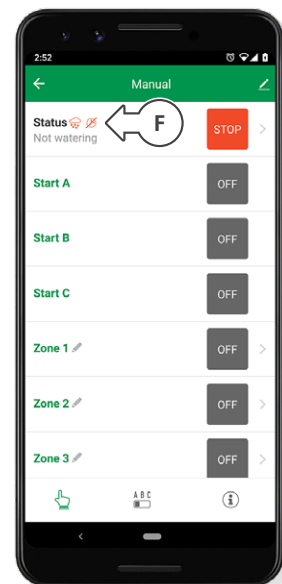 2:52
Manual
Status
Not watering
F
STOP
Start A
OFF
Start B
OFF
Start C
OFF
Zone 1
OFF
Zone 2
OFF
Zone 3
OFF
A B C
i